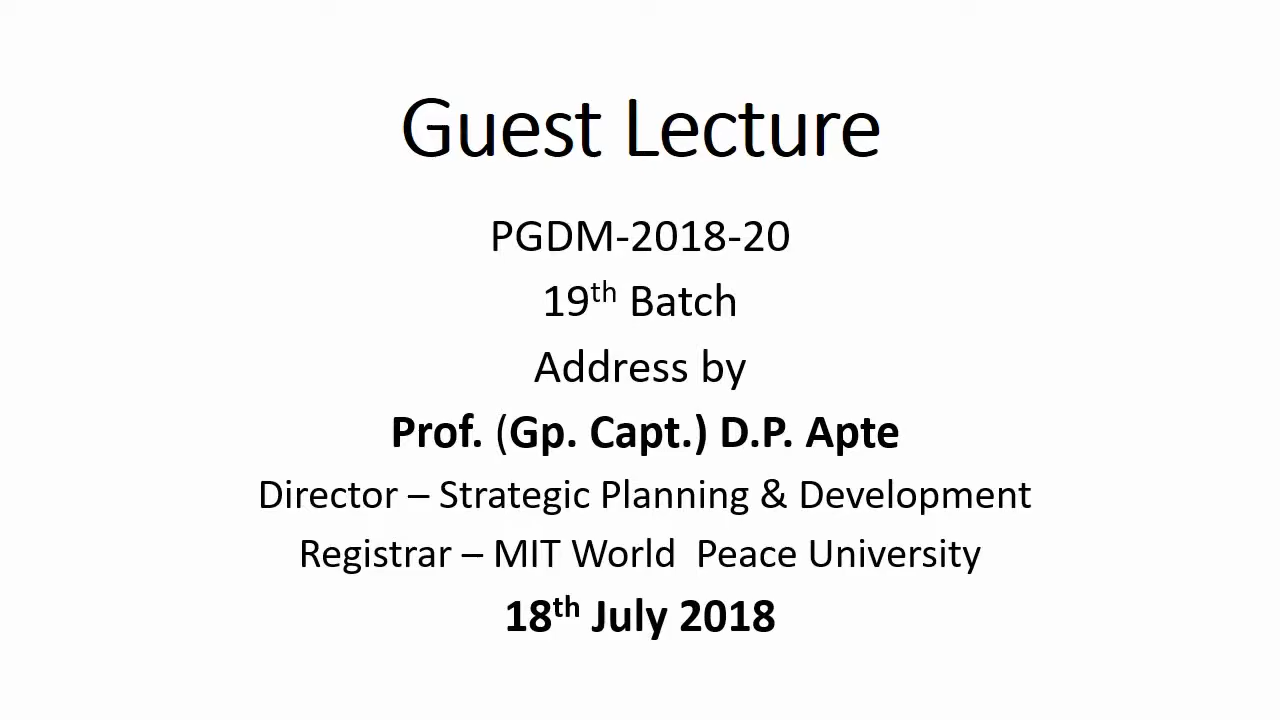 Guest Lecture
PGDM-2018-20
19th Batch
Address by
Prof. (Gp. Capt.) D.P. Apte
Director – Strategic Planning & Development
Registrar – MIT World  Peace University
18th July 2018